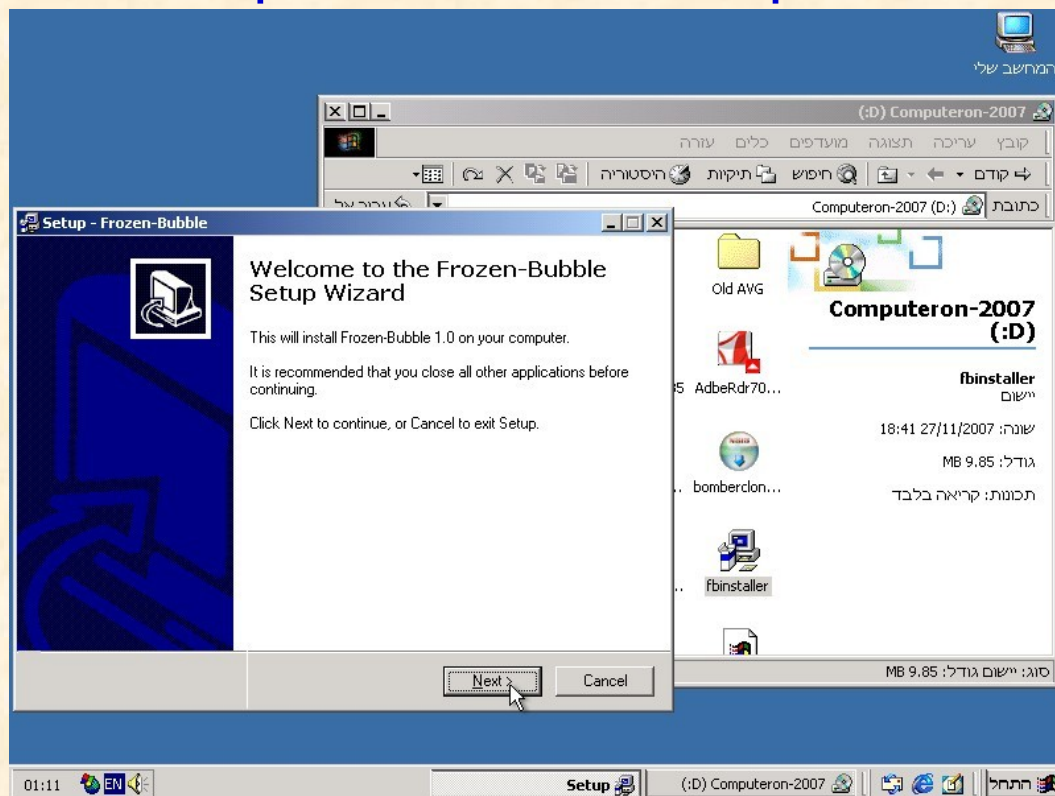 המחשב שלי
Computeron-2007 (D:)
קובץ עריכה תצוגה מועדפים כלים עזרה
קודם חיפוש תיקיות היסטוריה
כתובת Computeron-2007 (D:) עבור אל
Setup - Frozen-Bubble
Welcome to the Frozen-Bubble
Setup Wizard
This will install Frozen-Bubble 1.0 on your computer.
It is recommended that you close all other applications before
continuing.
Click Next to continue, or Cancel to exit Setup.
Next >
Cancel
Old AVG
AdbeRdr70...
bomberclon...
fbinstaller
Computeron-2007
(D:)
fbinstaller
יישום
שונה: 27/11/2007 18:41
גודל: 9.85 MB
תכונות: קריאה בלבד
סוג: יישום גודל: 9.85 MB
התחל
Computeron-2007 (D:)
Setup
EN
01:11